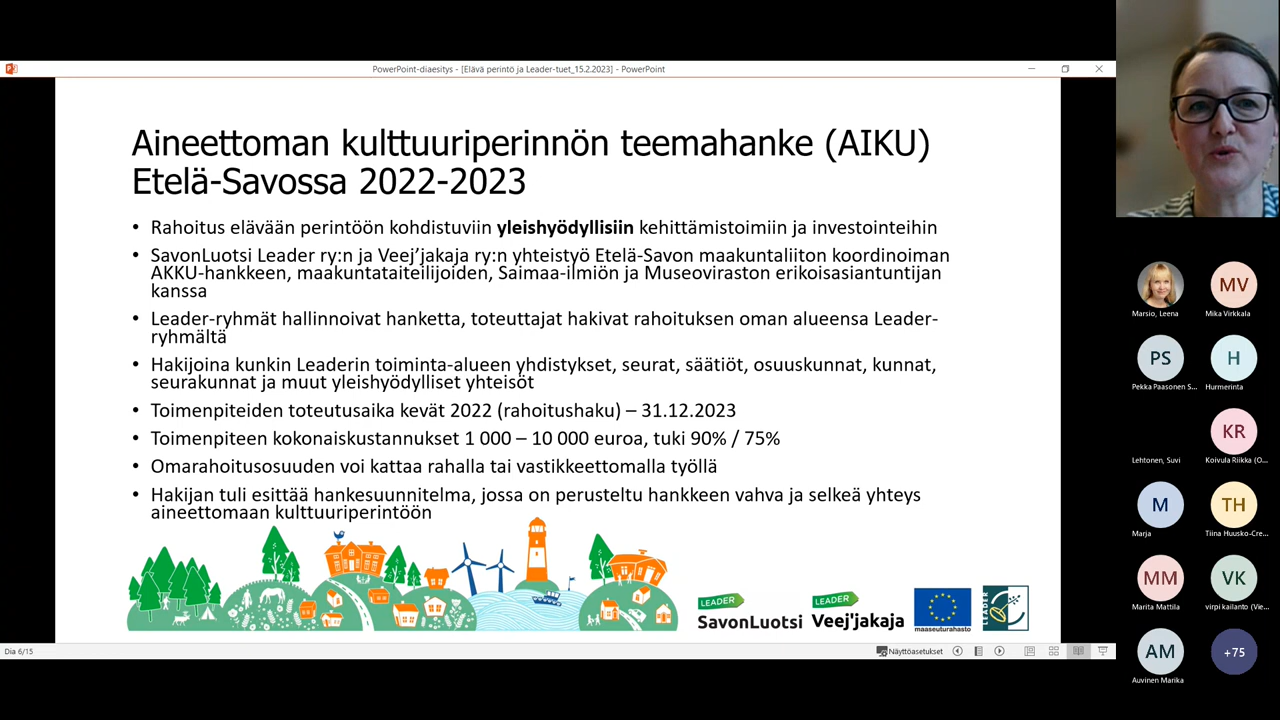 PowerPoint-diaesitys - [Elävä perintö ja Leader-tuet_15.2.2023] - PowerPoint
Aineettoman kulttuuriperinnön teemahanke (AIKU)
Etelä-Savossa 2022-2023
• Rahoitus elävään perintöön kohdistuviin yleishyödyllisiin kehittämistoimiin ja investointeihin
• SavonLuotsi Leader ry:n ja Veej’jakaja ry:n yhteistyö Etelä-Savon maakuntaliiton koordinoiman
AKKU-hankkeen, maakuntataiteilijoiden, Saimaa-ilmiön ja Museoviraston erikoisasiantuntijan
kanssa
• Leader-ryhmät hallinnoivat hanketta, toteuttajat hakivat rahoituksen oman alueensa Leader-
ryhmältä
• Hakijoina kunkin Leaderin toiminta-alueen yhdistykset, seurat, säätiöt, osuuskunnat, kunnat,
seurakunnat ja muut yleishyödylliset yhteisöt
• Toimenpiteiden toteutusaika kevät 2022 (rahoitushaku) – 31.12.2023
• Toimenpiteen kokonaiskustannukset 1 000 – 10 000 euroa, tuki 90% / 75%
• Omarahoitusosuuden voi kattaa rahalla tai vastikkeettomalla työllä
• Hakijan tuli esittää hankesuunnitelma, jossa on perusteltu hankkeen vahva ja selkeä yhteys
aineettomaan kulttuuriperintöön
LEADER
SavonLuotsi
LEADER
Veej'jakaja
maaseuturahasto
LEADER
Dia 6/15
Näyttöasetukset
Marsio, Leena
MV
Mika Virkkala
PS
Pekka Paasonen S...
H
Hurmerinta
Lehtonen, Suvi
KR
Koivula Riikka (O...
M
Marja
TH
Tiina Huusko-Cre...
MM
Marita Mattila
VK
virpi kailanto (Vie...
AM
Auvinen Marika
+75